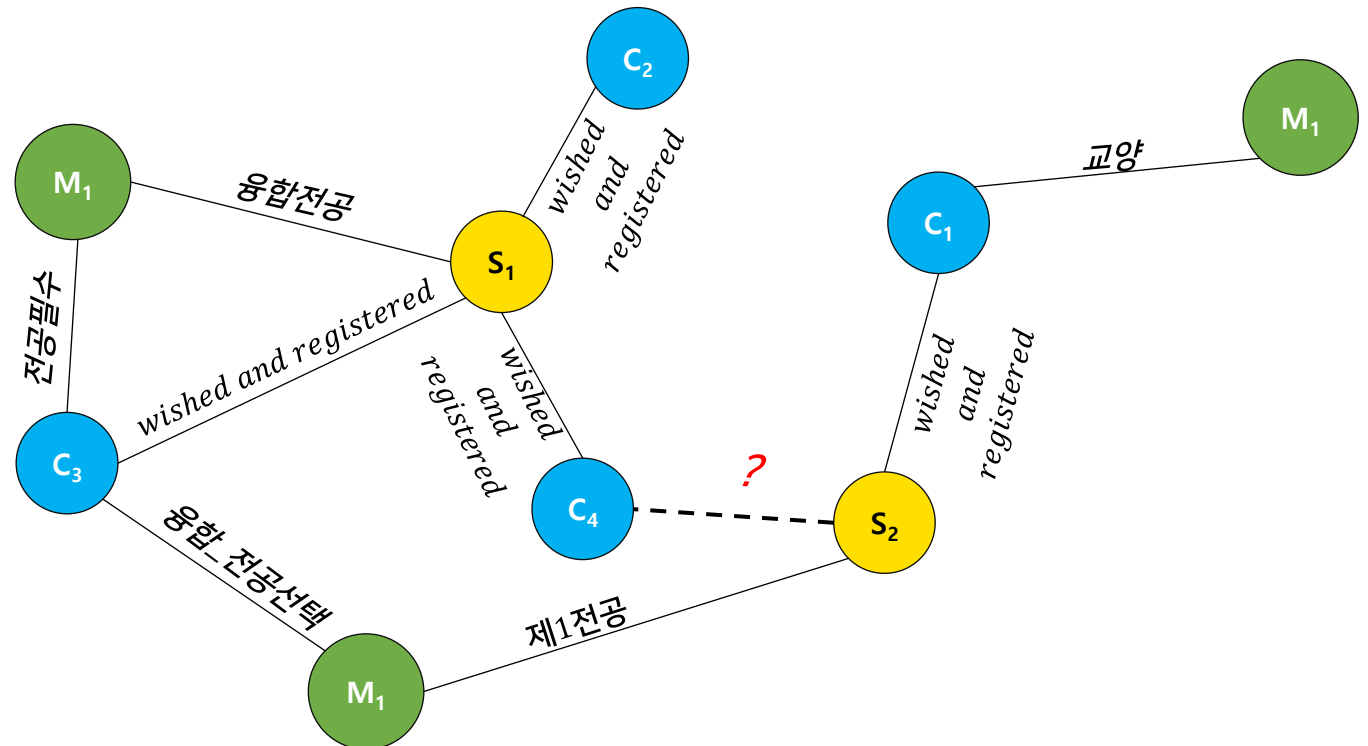 C2
M1
M1
교양
융합전공
wished
and
registered
C1
S1
전공필수
wished and registered
wished
and
registered
wished
and
registered
C3
?
C4
S2
융합_전공선택
제1전공
M1